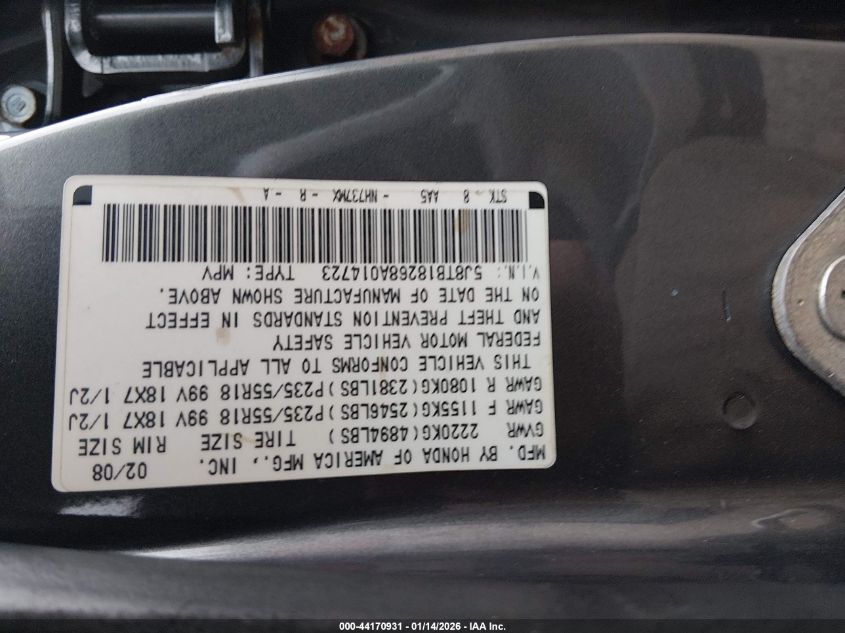 MFD. BY HONDA OF AMERICA MFG., INC. 02/08
GVWR 2220KG(4894LBS) TIRE SIZE RIM SIZE
GAWR F 1155KG(2546LBS)P235/55R18 99V 18X7 1/2J
GAWR R 1080KG(2381LBS)P235/55R18 99V 18X7 1/2J
THIS VEHICLE CONFORMS TO ALL APPLICABLE
FEDERAL MOTOR VEHICLE SAFETY
AND THEFT PREVENTION STANDARDS IN EFFECT
ON THE DATE OF MANUFACTURE SHOWN ABOVE.
V.I.N.: 5J8TB18268A014723 TYPE: MPV
STK 8 AA5 - NH737MX - R - A
000-44170931 - 01/14/2026 - IAA Inc.